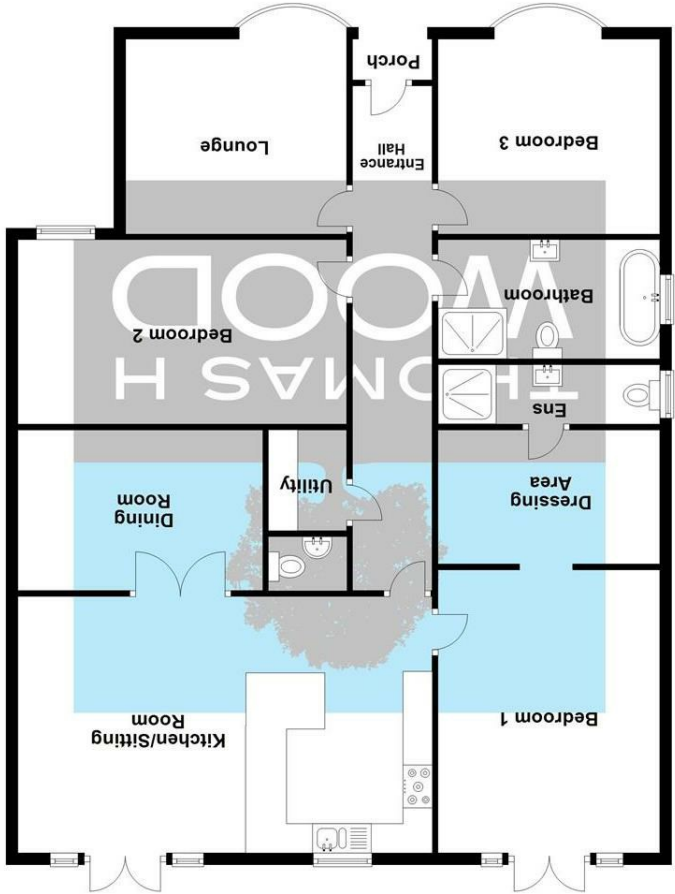 Bedroom 1
Kitchen/Sitting
Room
Dressing
Area
Utility
Dining
Room
Ens
THOMAS H
WOOD
Bedroom 2
Bathroom
Bedroom 3
Entrance
Hall
Lounge
Porch